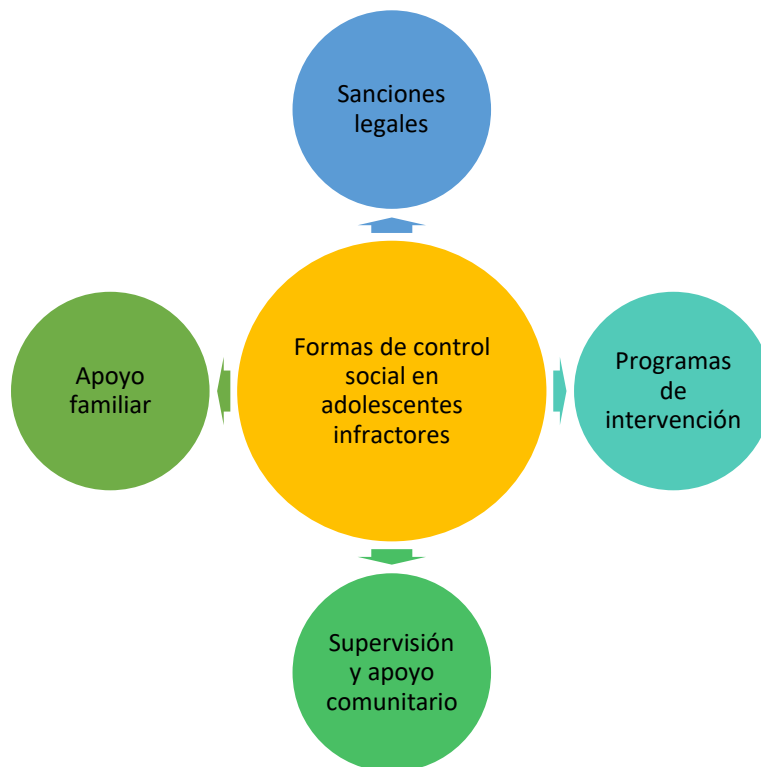 Sanciones
legales
Apoyo
familiar
Formas de control
social en
adolescentes
infractores
Programas
de
intervención
Supervisión
y apoyo
comunitario